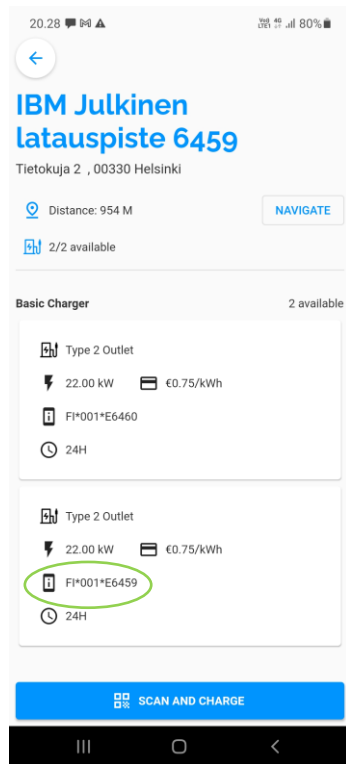 20.28 80%
IBM Julkinen
latauspiste 6459
Tietokuja 2 , 00330 Helsinki
Distance: 954 M NAVIGATE
2/2 available
Basic Charger 2 available
Type 2 Outlet
22.00 kW €0.75/kWh
FI*001*E6460
24H
Type 2 Outlet
22.00 kW €0.75/kWh
FI*001*E6459
24H
SCAN AND CHARGE